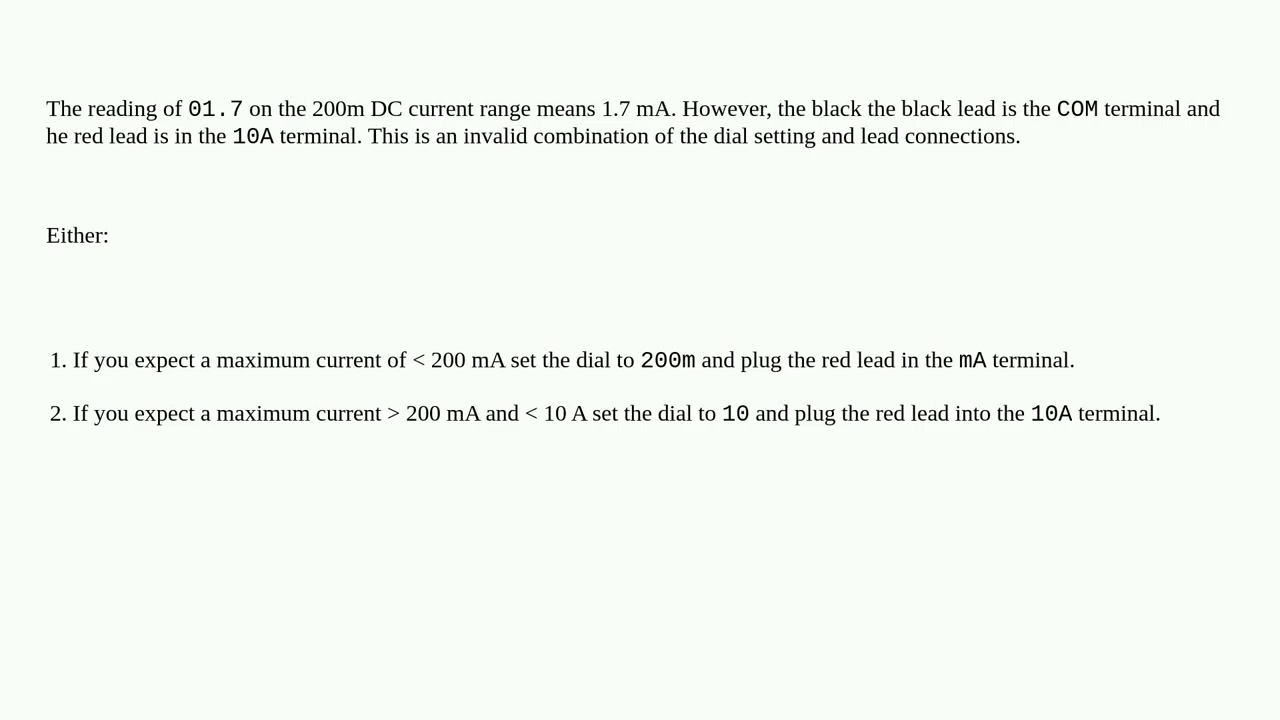 The reading of 01.7 on the 200m DC current range means 1.7 mA. However, the black the black lead is the COM terminal and
he red lead is in the 10A terminal. This is an invalid combination of the dial setting and lead connections.
Either:
1. If you expect a maximum current of < 200 mA set the dial to 200m and plug the red lead in the mA terminal.
2. If you expect a maximum current > 200 mA and < 10 A set the dial to 10 and plug the red lead into the 10A terminal.